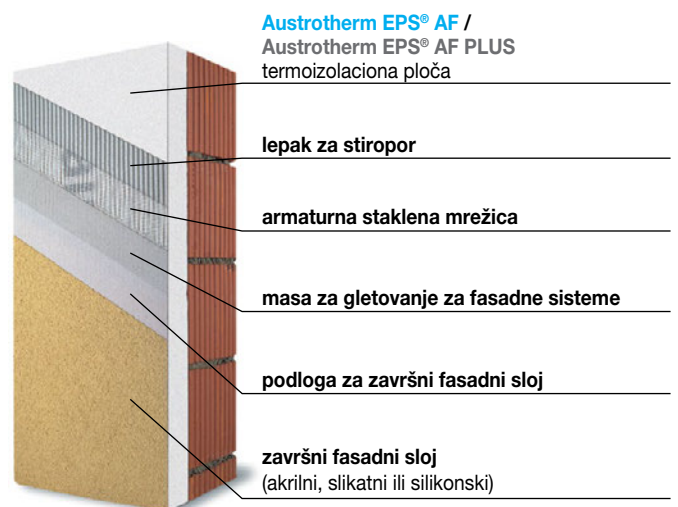 Austrotherm EPS® AF /
Austrotherm EPS® AF PLUS
termoizolaciona ploča
lepak za stiropor
armaturna staklena mrežica
masa za gletovanje za fasadne sisteme
podloga za završni fasadni sloj
završni fasadni sloj
(akrilni, slikatni ili silikonski)